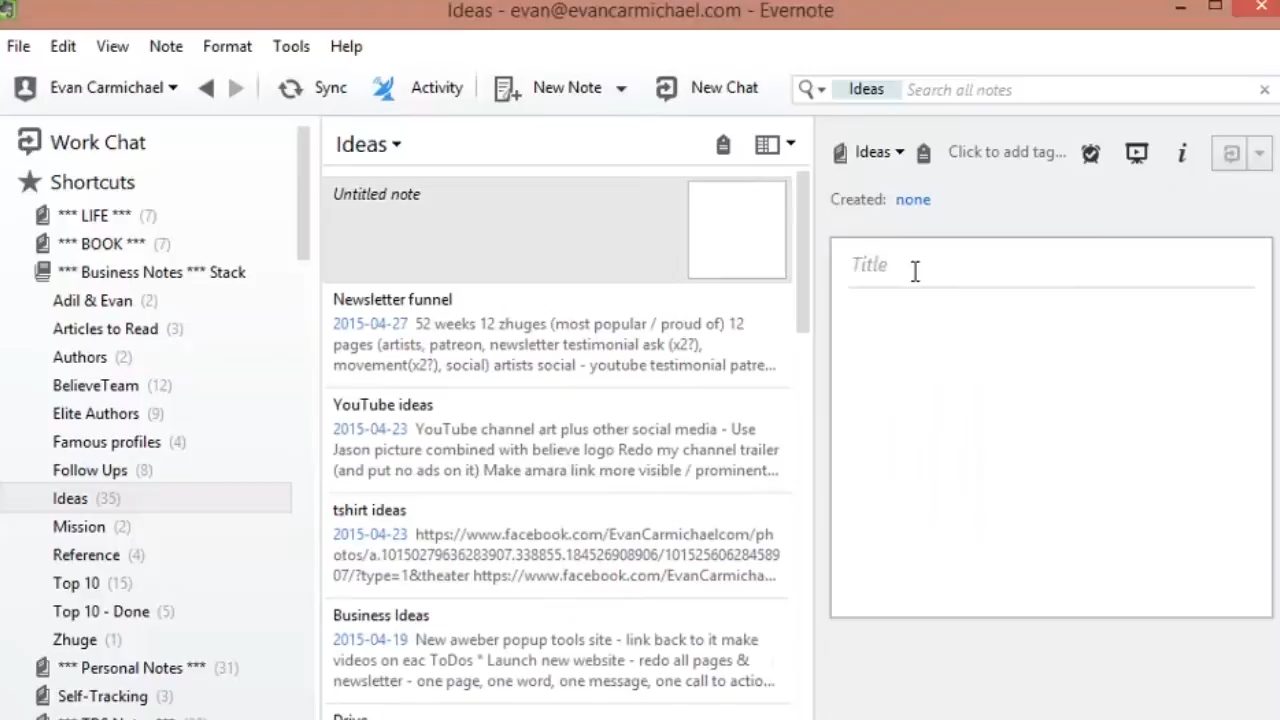 Ideas - evan@evancarmichael.com - Evernote
File Edit View Note Format Tools Help
Evan Carmichael Sync Activity New Note New Chat Ideas Search all notes
Work Chat
Shortcuts
*** LIFE *** (7)
*** BOOK *** (7)
*** Business Notes *** Stack
Adil & Evan (2)
Articles to Read (3)
Authors (2)
BelieveTeam (12)
Elite Authors (9)
Famous profiles (4)
Follow Ups (8)
Ideas (35)
Mission (2)
Reference (4)
Top 10 (15)
Top 10 - Done (5)
Zhuge (1)
*** Personal Notes *** (31)
Self-Tracking (3)
Ideas
Untitled note
Newsletter funnel
2015-04-27 52 weeks 12 zhuges (most popular / proud of) 12
pages (artists, patreon, newsletter testimonial ask (x2?),
movement(x2?), social) artists social - youtube testimonial patre...
YouTube ideas
2015-04-23 YouTube channel art plus other social media - Use
Jason picture combined with believe logo Redo my channel trailer
(and put no ads on it) Make amara link more visible / prominent...
tshirt ideas
2015-04-23 https://www.facebook.com/EvanCarmichaelcom/ph
otos/a.10150279636283907.338855.184526908906/101525606284589
07/?type=1&theater https://www.facebook.com/EvanCarmicha...
Business Ideas
2015-04-19 New aweber popup tools site - link back to it make
videos on eac ToDos * Launch new website - redo all pages &
newsletter - one page, one word, one message, one call to actio...
Ideas Click to add tag...
Created: none
Title